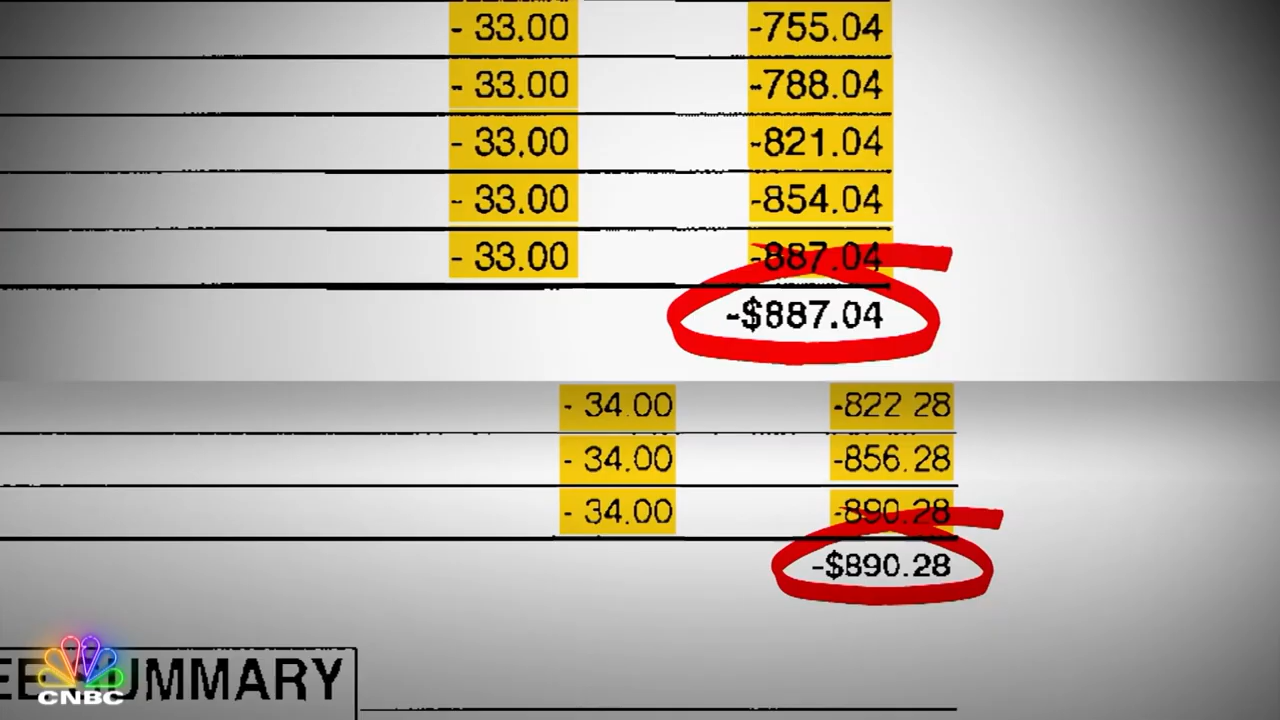 - 33.00 -755.04
- 33.00 -788.04
- 33.00 -821.04
- 33.00 -854.04
- 33.00 -887.04
-$887.04
- 34.00 -822 28
- 34.00 -856.28
- 34.00 -890.28
-$890.28
SUMMARY
CNBC